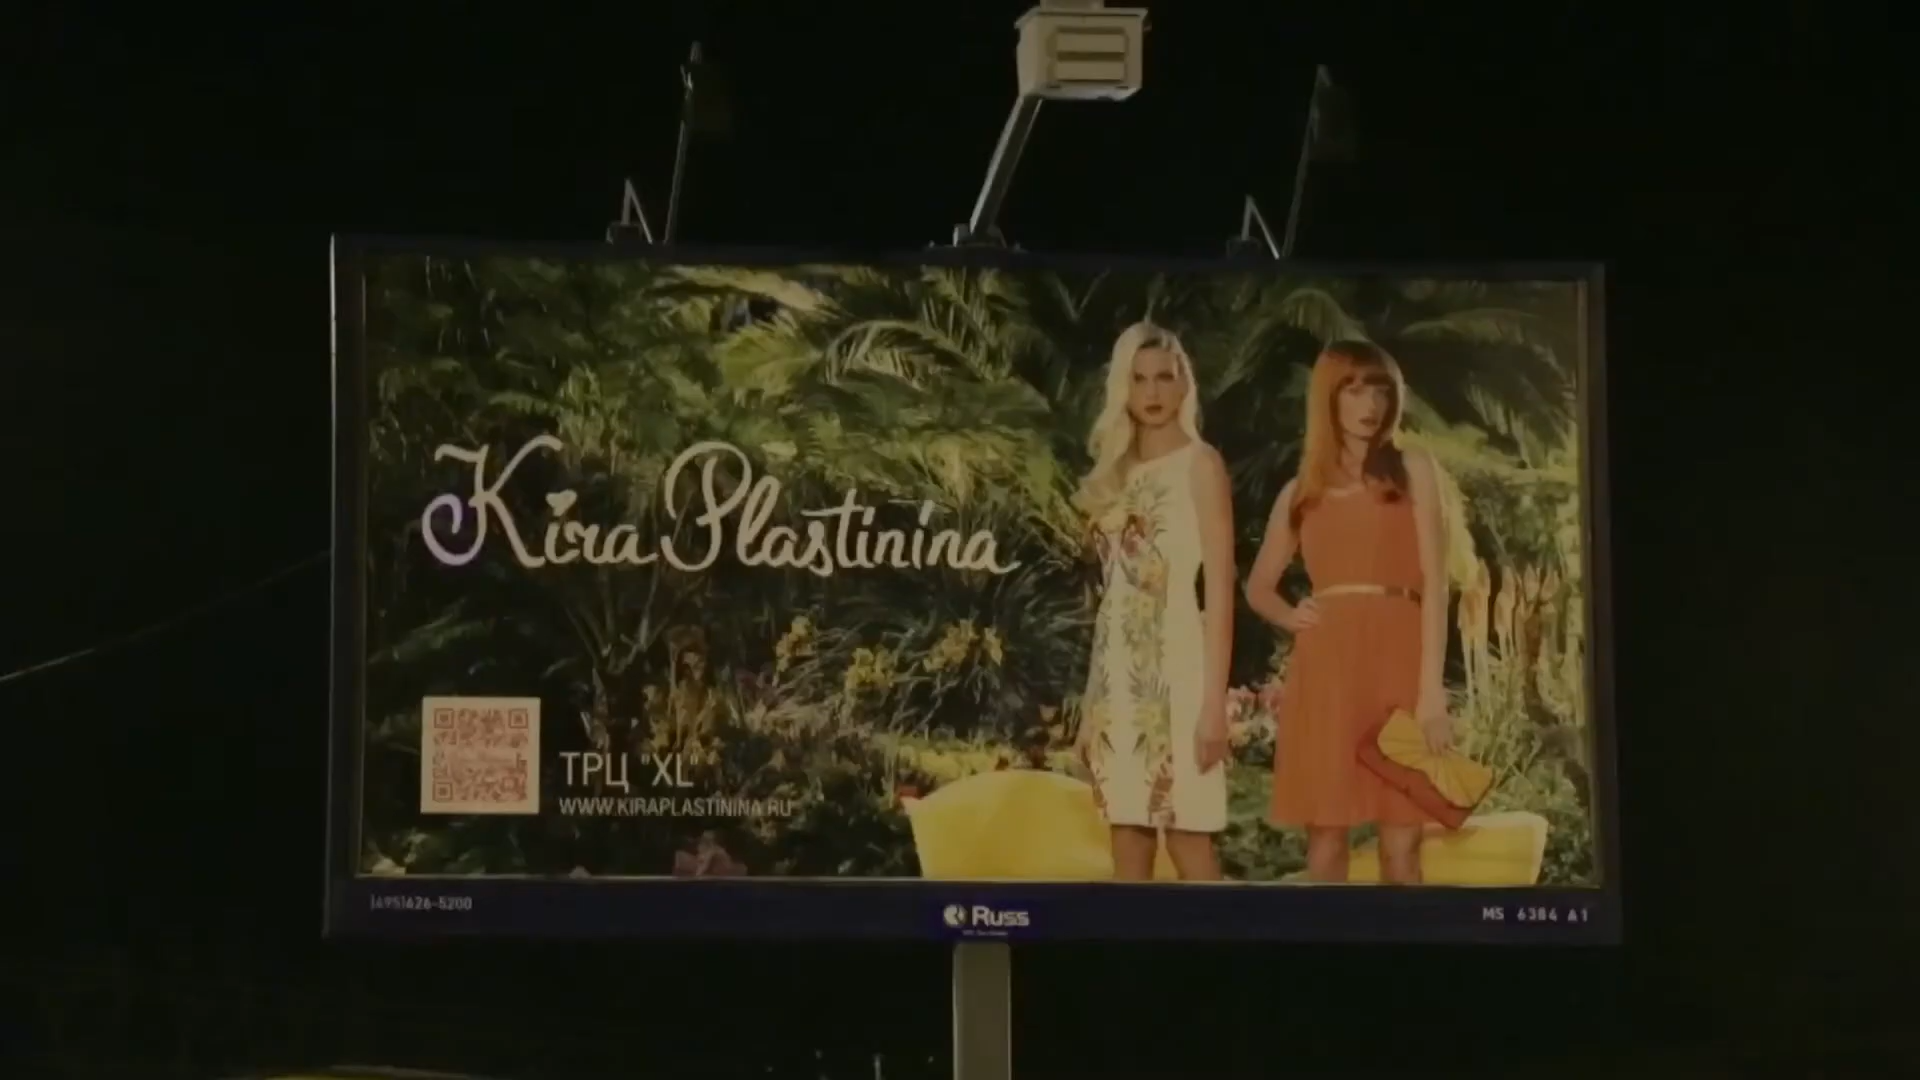 Kira Plastinina
ТРЦ "XL"
WWW.KIRAPLASTININA.RU
(495)626-5200
Russ
MS 6384 A1